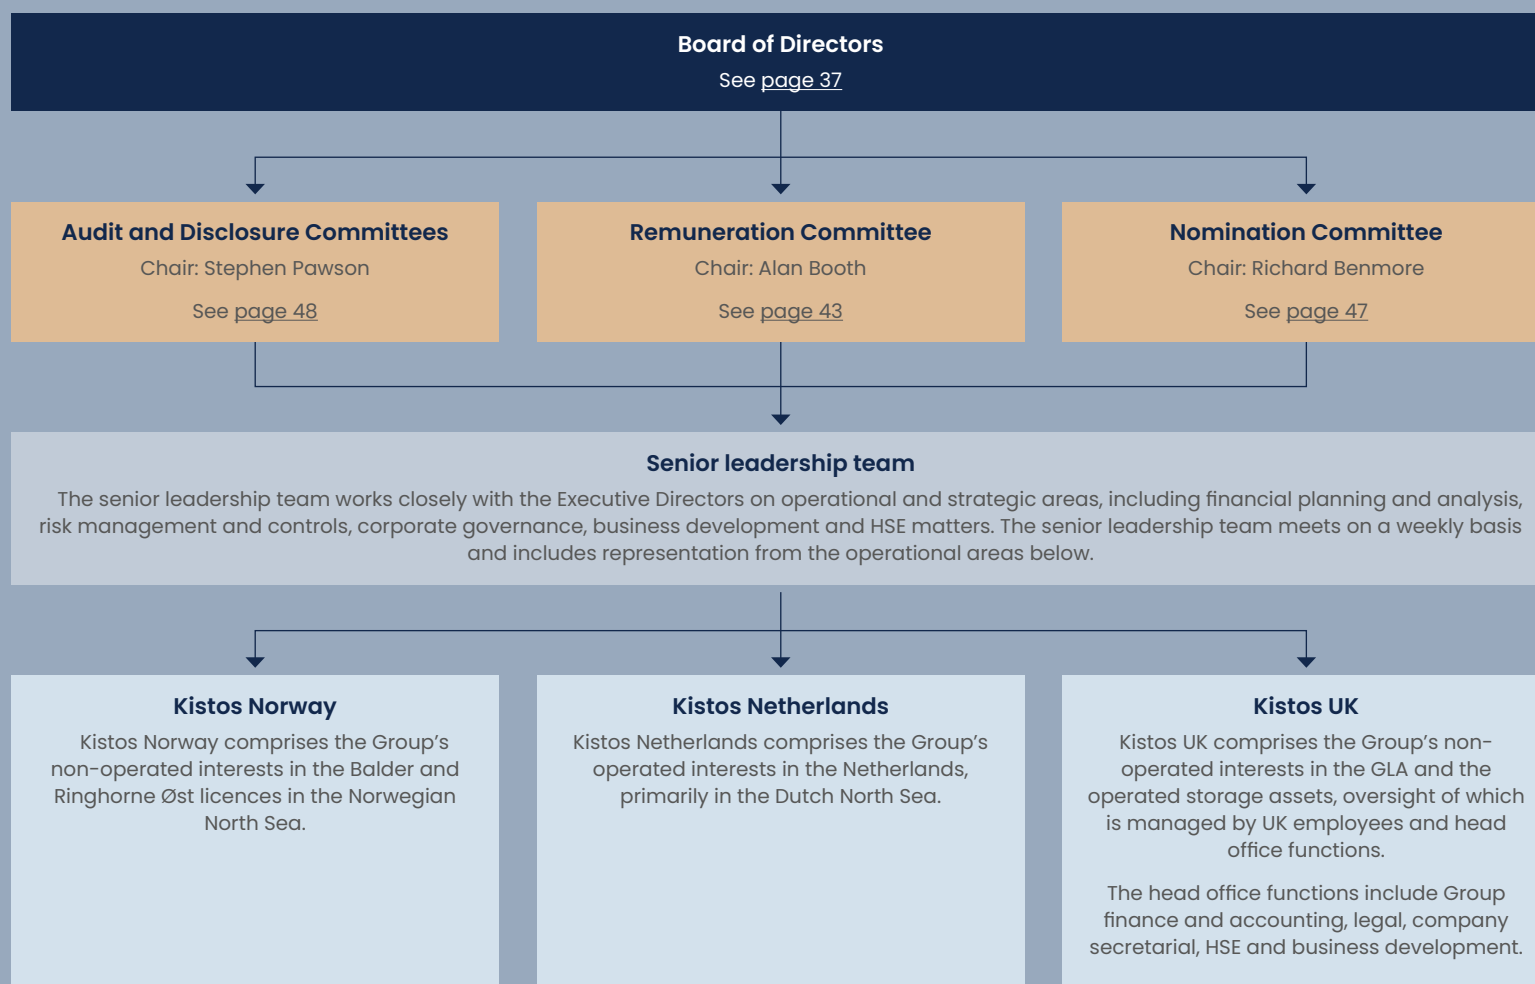 Board of Directors
See page 37
Audit and Disclosure Committees
Chair: Stephen Pawson
See page 48
Remuneration Committee
Chair: Alan Booth
See page 43
Nomination Committee
Chair: Richard Benmore
See page 47
Senior leadership team
The senior leadership team works closely with the Executive Directors on operational and strategic areas, including financial planning and analysis,
risk management and controls, corporate governance, business development and HSE matters. The senior leadership team meets on a weekly basis
and includes representation from the operational areas below.
Kistos Norway
Kistos Norway comprises the Group’s
non-operated interests in the Balder and
Ringhorne Øst licences in the Norwegian
North Sea.
Kistos Netherlands
Kistos Netherlands comprises the Group’s
operated interests in the Netherlands,
primarily in the Dutch North Sea.
Kistos UK
Kistos UK comprises the Group’s non-
operated interests in the GLA and the
operated storage assets, oversight of which
is managed by UK employees and head
office functions.
The head office functions include Group
finance and accounting, legal, company
secretarial, HSE and business development.